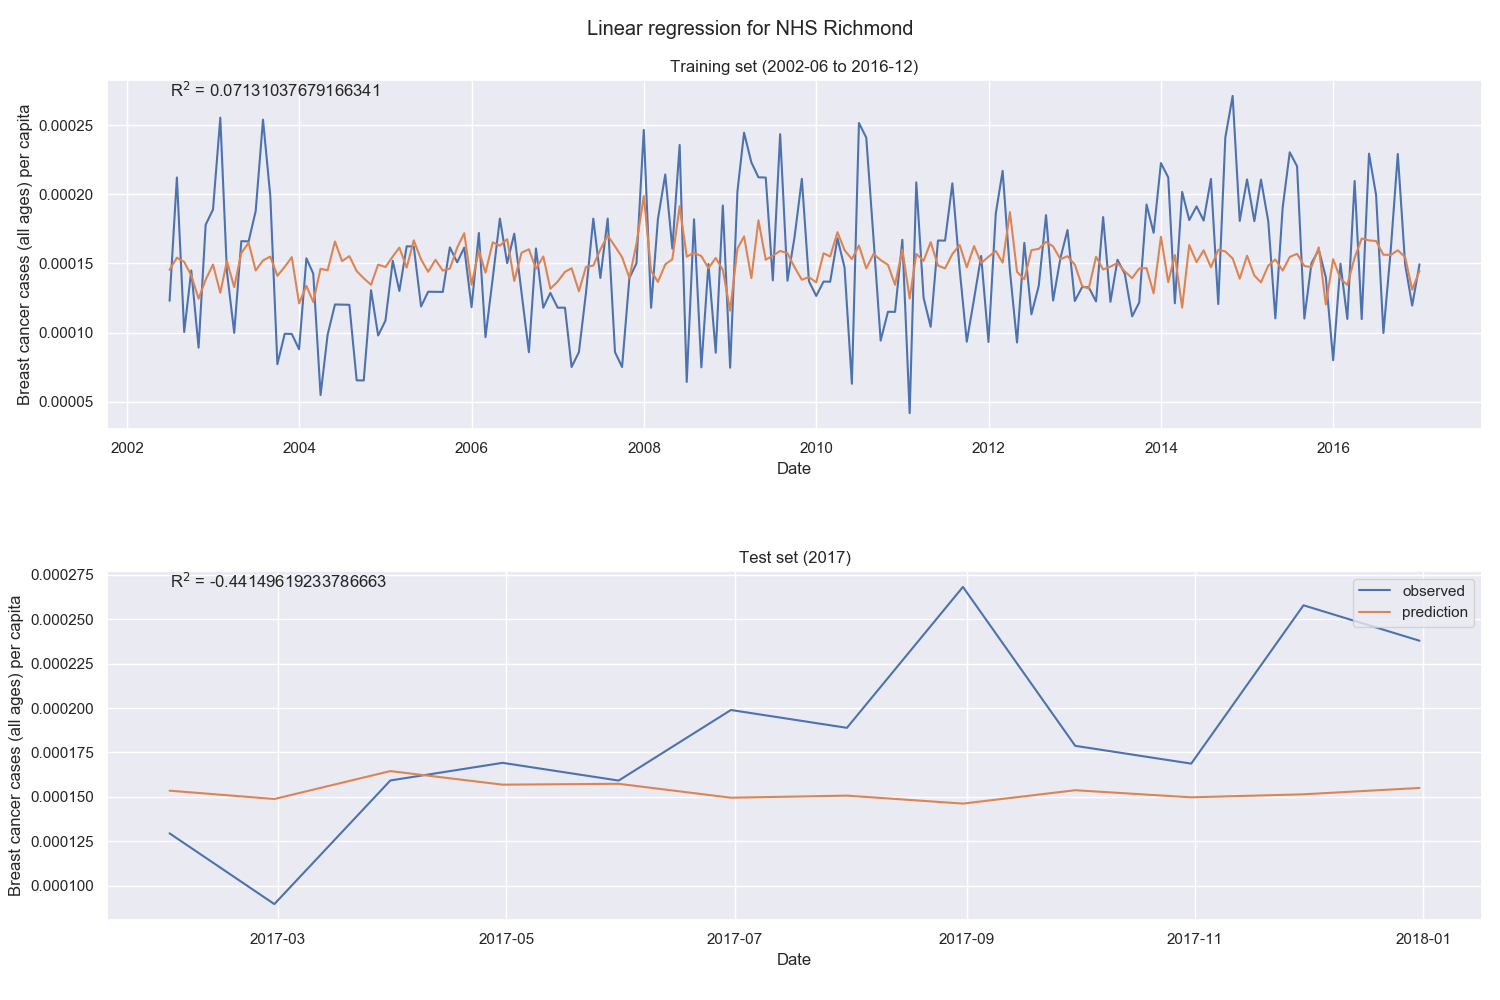 Linear regression for NHS Richmond
Training set (2002-06 to 2016-12)
R² = 0.07131037679166341
Breast cancer cases (all ages) per capita
0.00025
0.00020
0.00015
0.00010
0.00005
2002 2004 2006 2008 2010 2012 2014 2016
Date
Test set (2017)
R² = -0.44149619233786663
observed
prediction
Breast cancer cases (all ages) per capita
0.000275
0.000250
0.000225
0.000200
0.000175
0.000150
0.000125
0.000100
2017-03 2017-05 2017-07 2017-09 2017-11 2018-01
Date